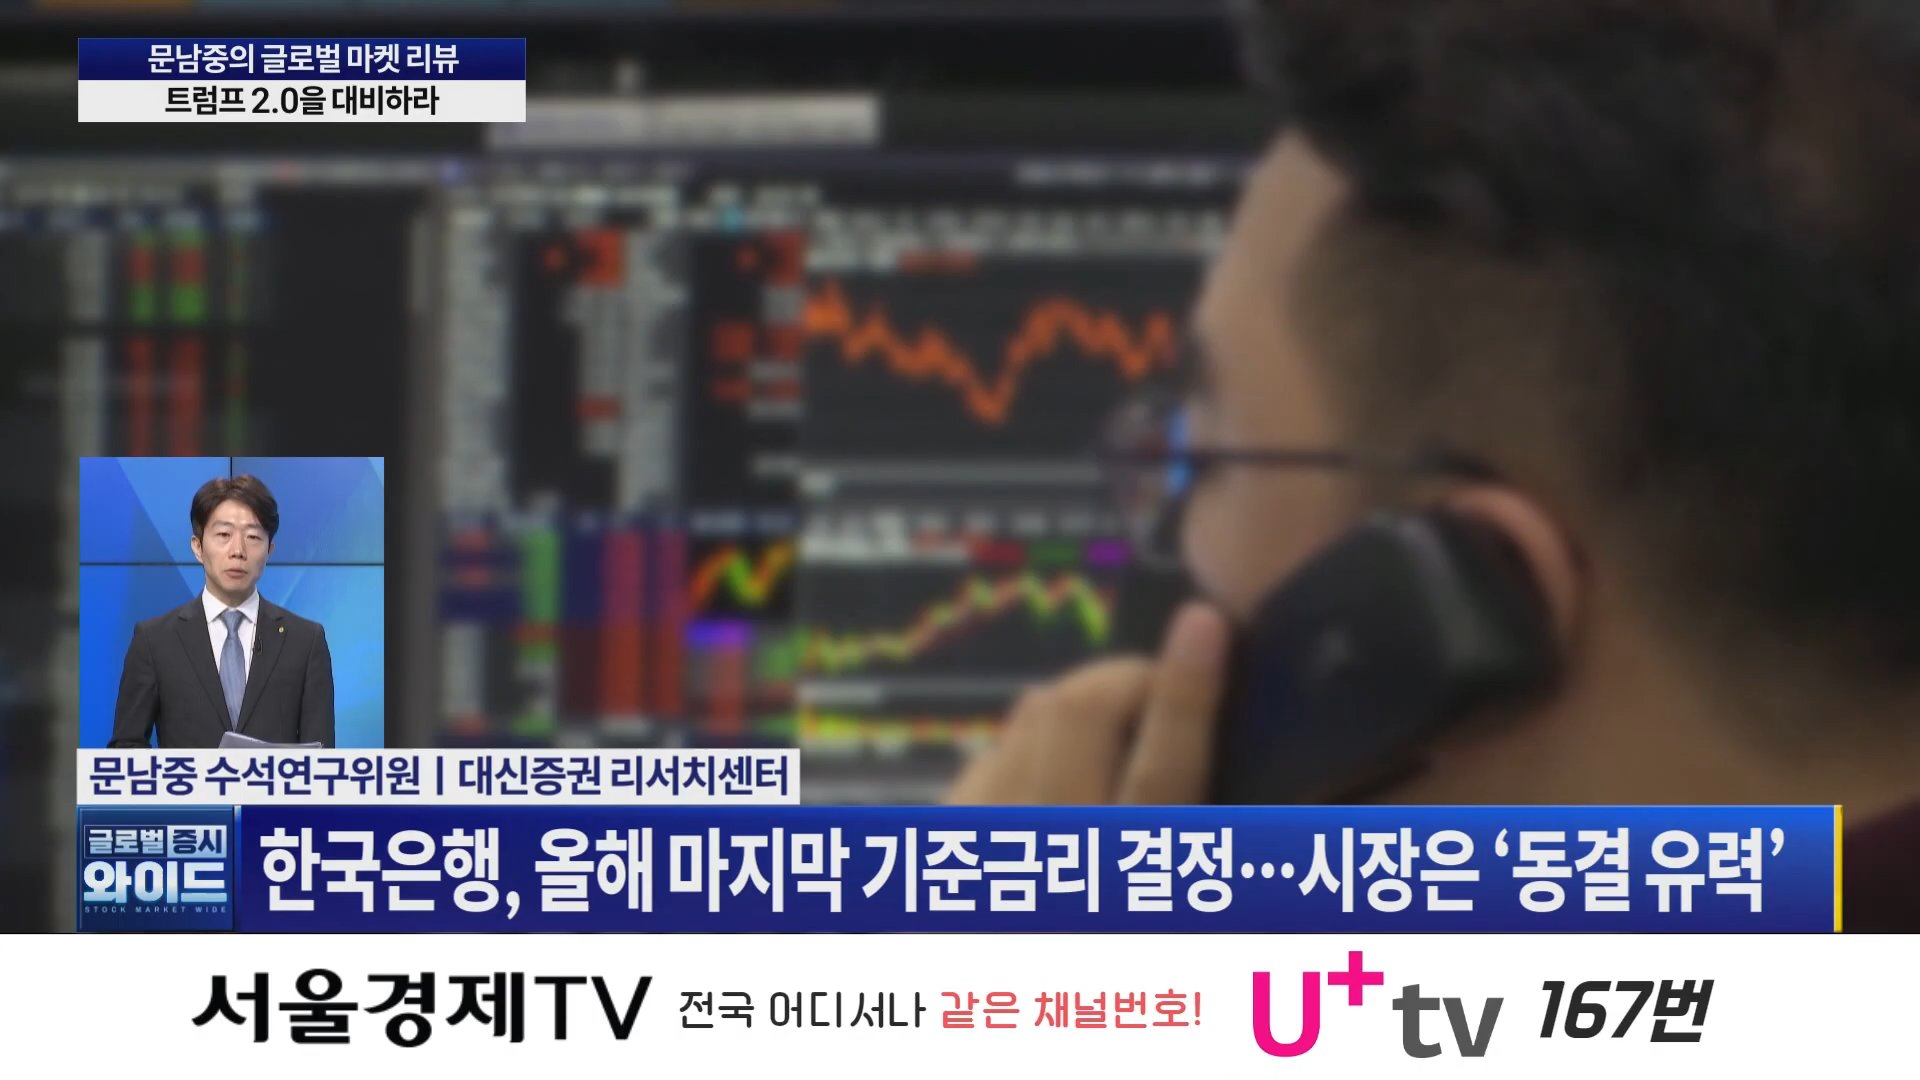 문남중의 글로벌 마켓 리뷰
트럼프 2.0을 대비하라
문남중 수석연구위원 | 대신증권 리서치센터
글로벌 증시
와이드
STOCK MARKET WIDE
한국은행, 올해 마지막 기준금리 결정…시장은 ‘동결 유력’
서울경제TV 전국 어디서나 같은 채널번호! U+tv 167번